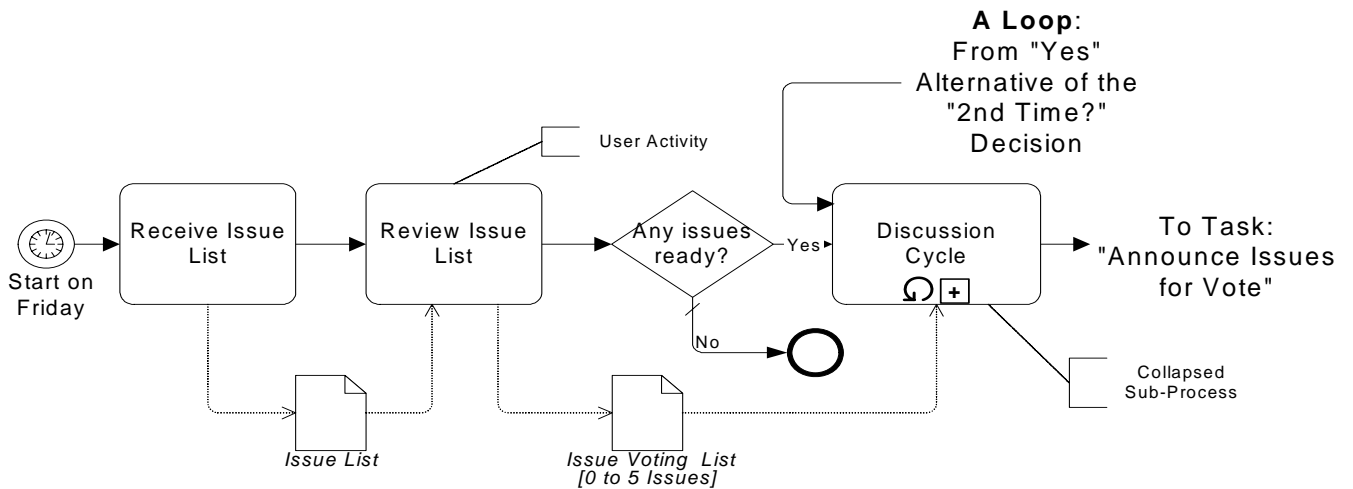 A Loop:
From "Yes"
Alternative of the
"2nd Time?"
Decision
User Activity
Receive Issue
List
Review Issue
List
Any issues
ready?
Yes
Discussion
Cycle
+
To Task:
"Announce Issues
for Vote"
Start on
Friday
No
Collapsed
Sub-Process
Issue List
Issue Voting List
[0 to 5 Issues]